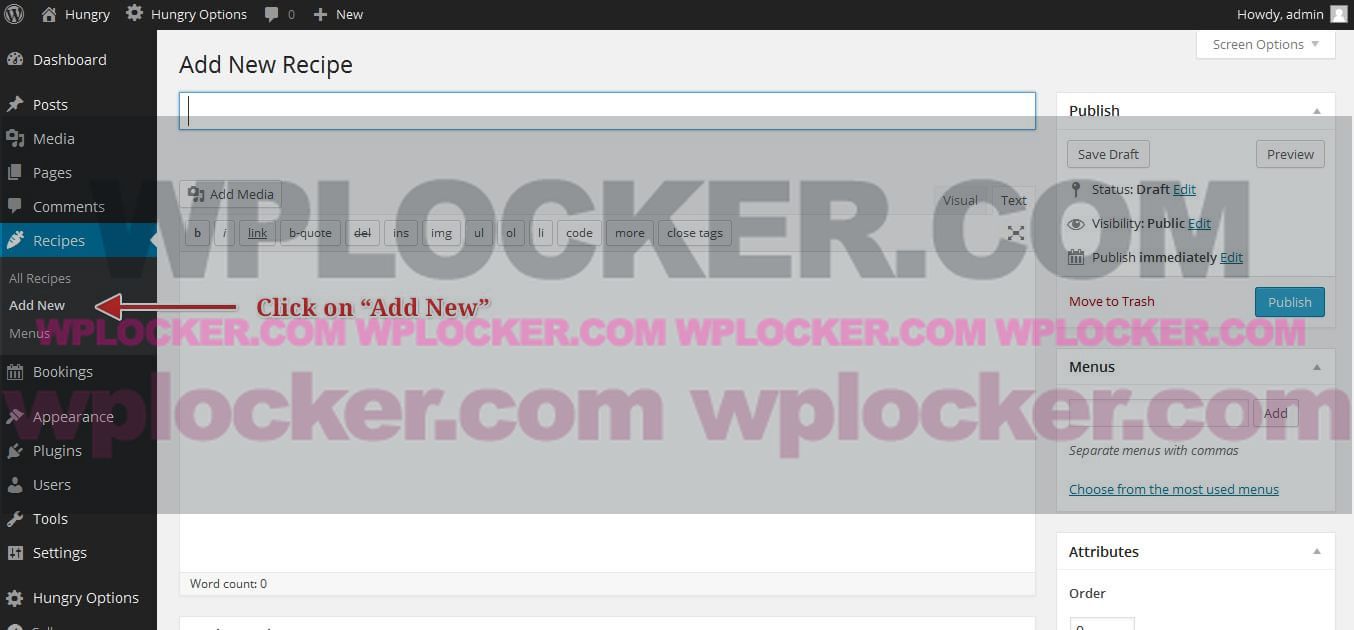 Hungry Hungry Options 0 New Howdy, admin
Screen Options
Dashboard
Posts
Media
Pages
Comments
Recipes
All Recipes
Add New
Menus
Bookings
Appearance
Plugins
Users
Tools
Settings
Hungry Options
Add New Recipe
Add Media
Visual Text
b i link b-quote del ins img ul ol li code more close tags
Click on “Add New”
Word count: 0
Publish
Save Draft Preview
Status: Draft Edit
Visibility: Public Edit
Publish immediately Edit
Move to Trash Publish
Menus
Add
Separate menus with commas
Choose from the most used menus
Attributes
Order
0
WPLOCKER.COM
WPLOCKER.COM WPLOCKER.COM WPLOCKER.COM WPLOCKER.COM
wplocker.com wplocker.com